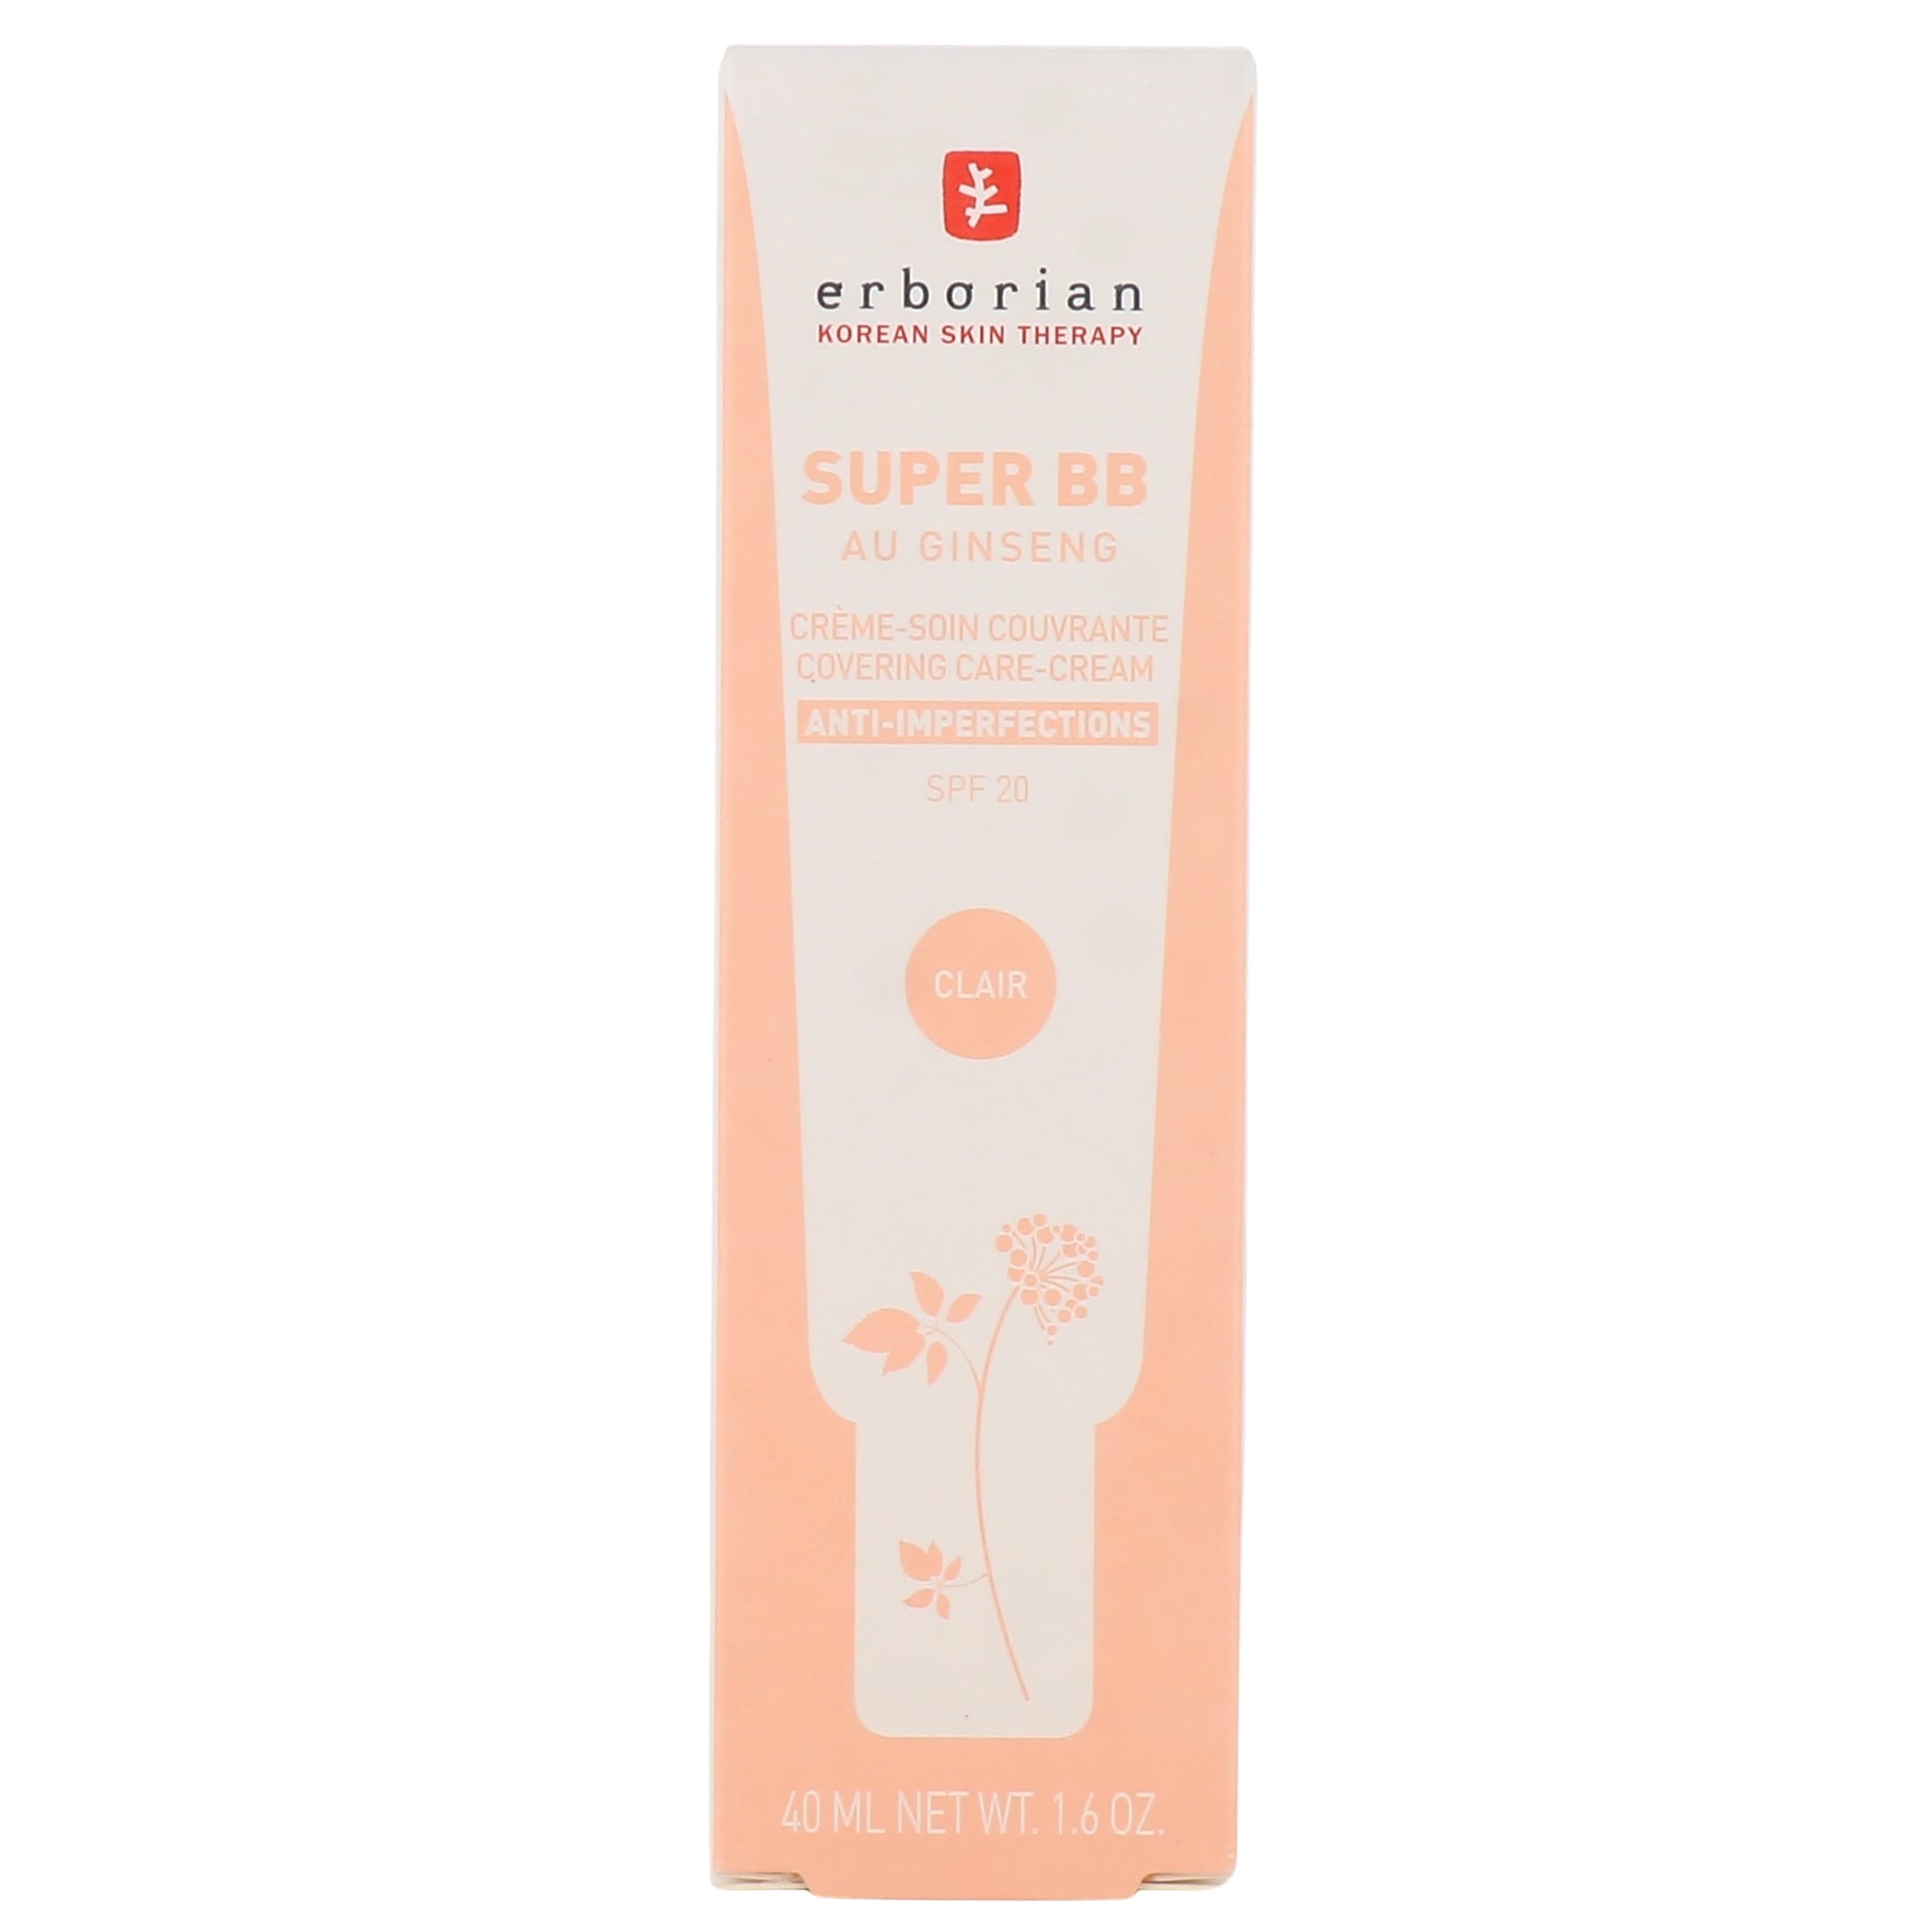 erborian
KOREAN SKIN THERAPY
SUPER BB
AU GINSENG
CRÈME-SOIN COUVRANTE
COVERING CARE-CREAM
ANTI-IMPERFECTIONS
SPF 20
CLAIR
40 ML NET WT. 1.6 OZ.